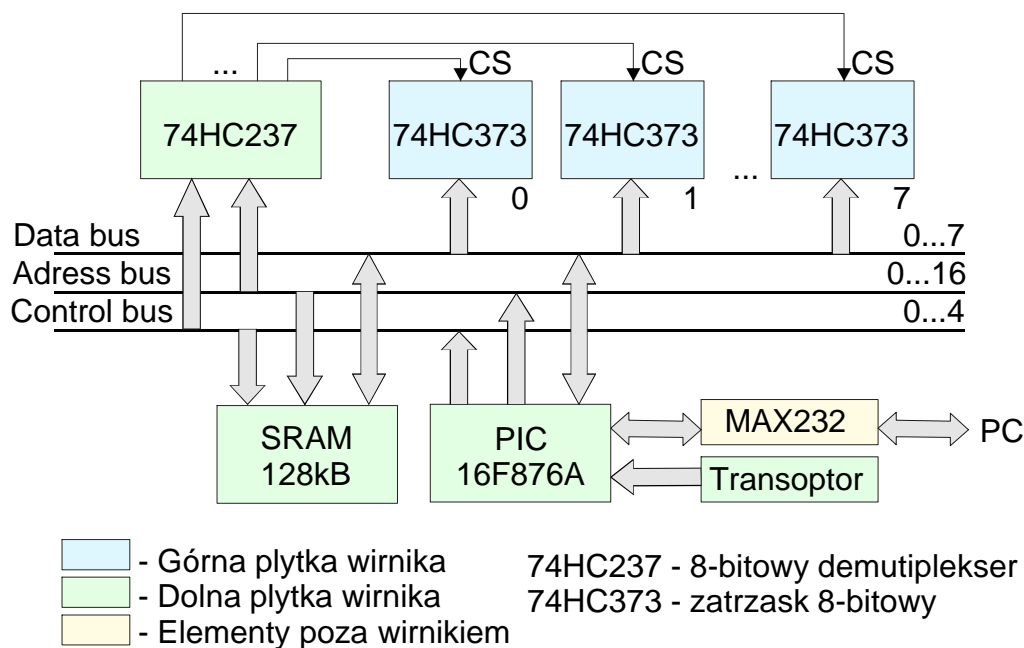 ... CS CS CS
74HC237 74HC373 74HC373 ... 74HC373
0 1 7
Data bus 0...7
Adress bus 0...16
Control bus 0...4
SRAM
128kB
PIC
16F876A
MAX232 PC
Transoptor
- Górna plytka wirnika
- Dolna plytka wirnika
- Elementy poza wirnikiem
74HC237 - 8-bitowy demutiplekser
74HC373 - zatrzask 8-bitowy